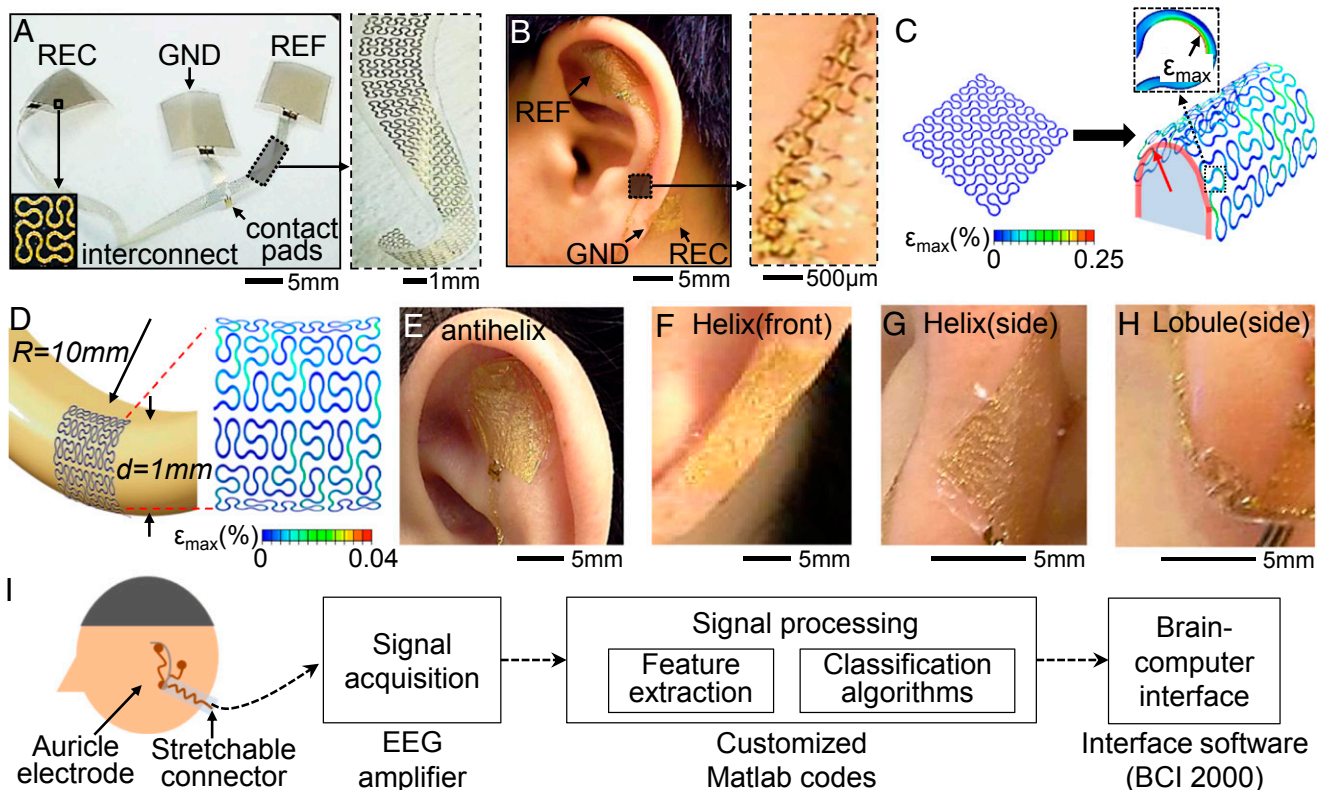 A
REC
GND
REF
interconnect
contact
pads
5mm
1mm
B
REF
GND
REC
5mm
500μm
C
εmax
εmax(%)
0
0.25
D
R=10mm
d=1mm
εmax(%)
0
0.04
E
antihelix
5mm
F
Helix(front)
5mm
G
Helix(side)
5mm
H
Lobule(side)
5mm
I
Auricle
electrode
Stretchable
connector
Signal
acquisition
EEG
amplifier
Signal processing
Feature
extraction
Classification
algorithms
Customized
Matlab codes
Brain-
computer
interface
Interface software
(BCI 2000)